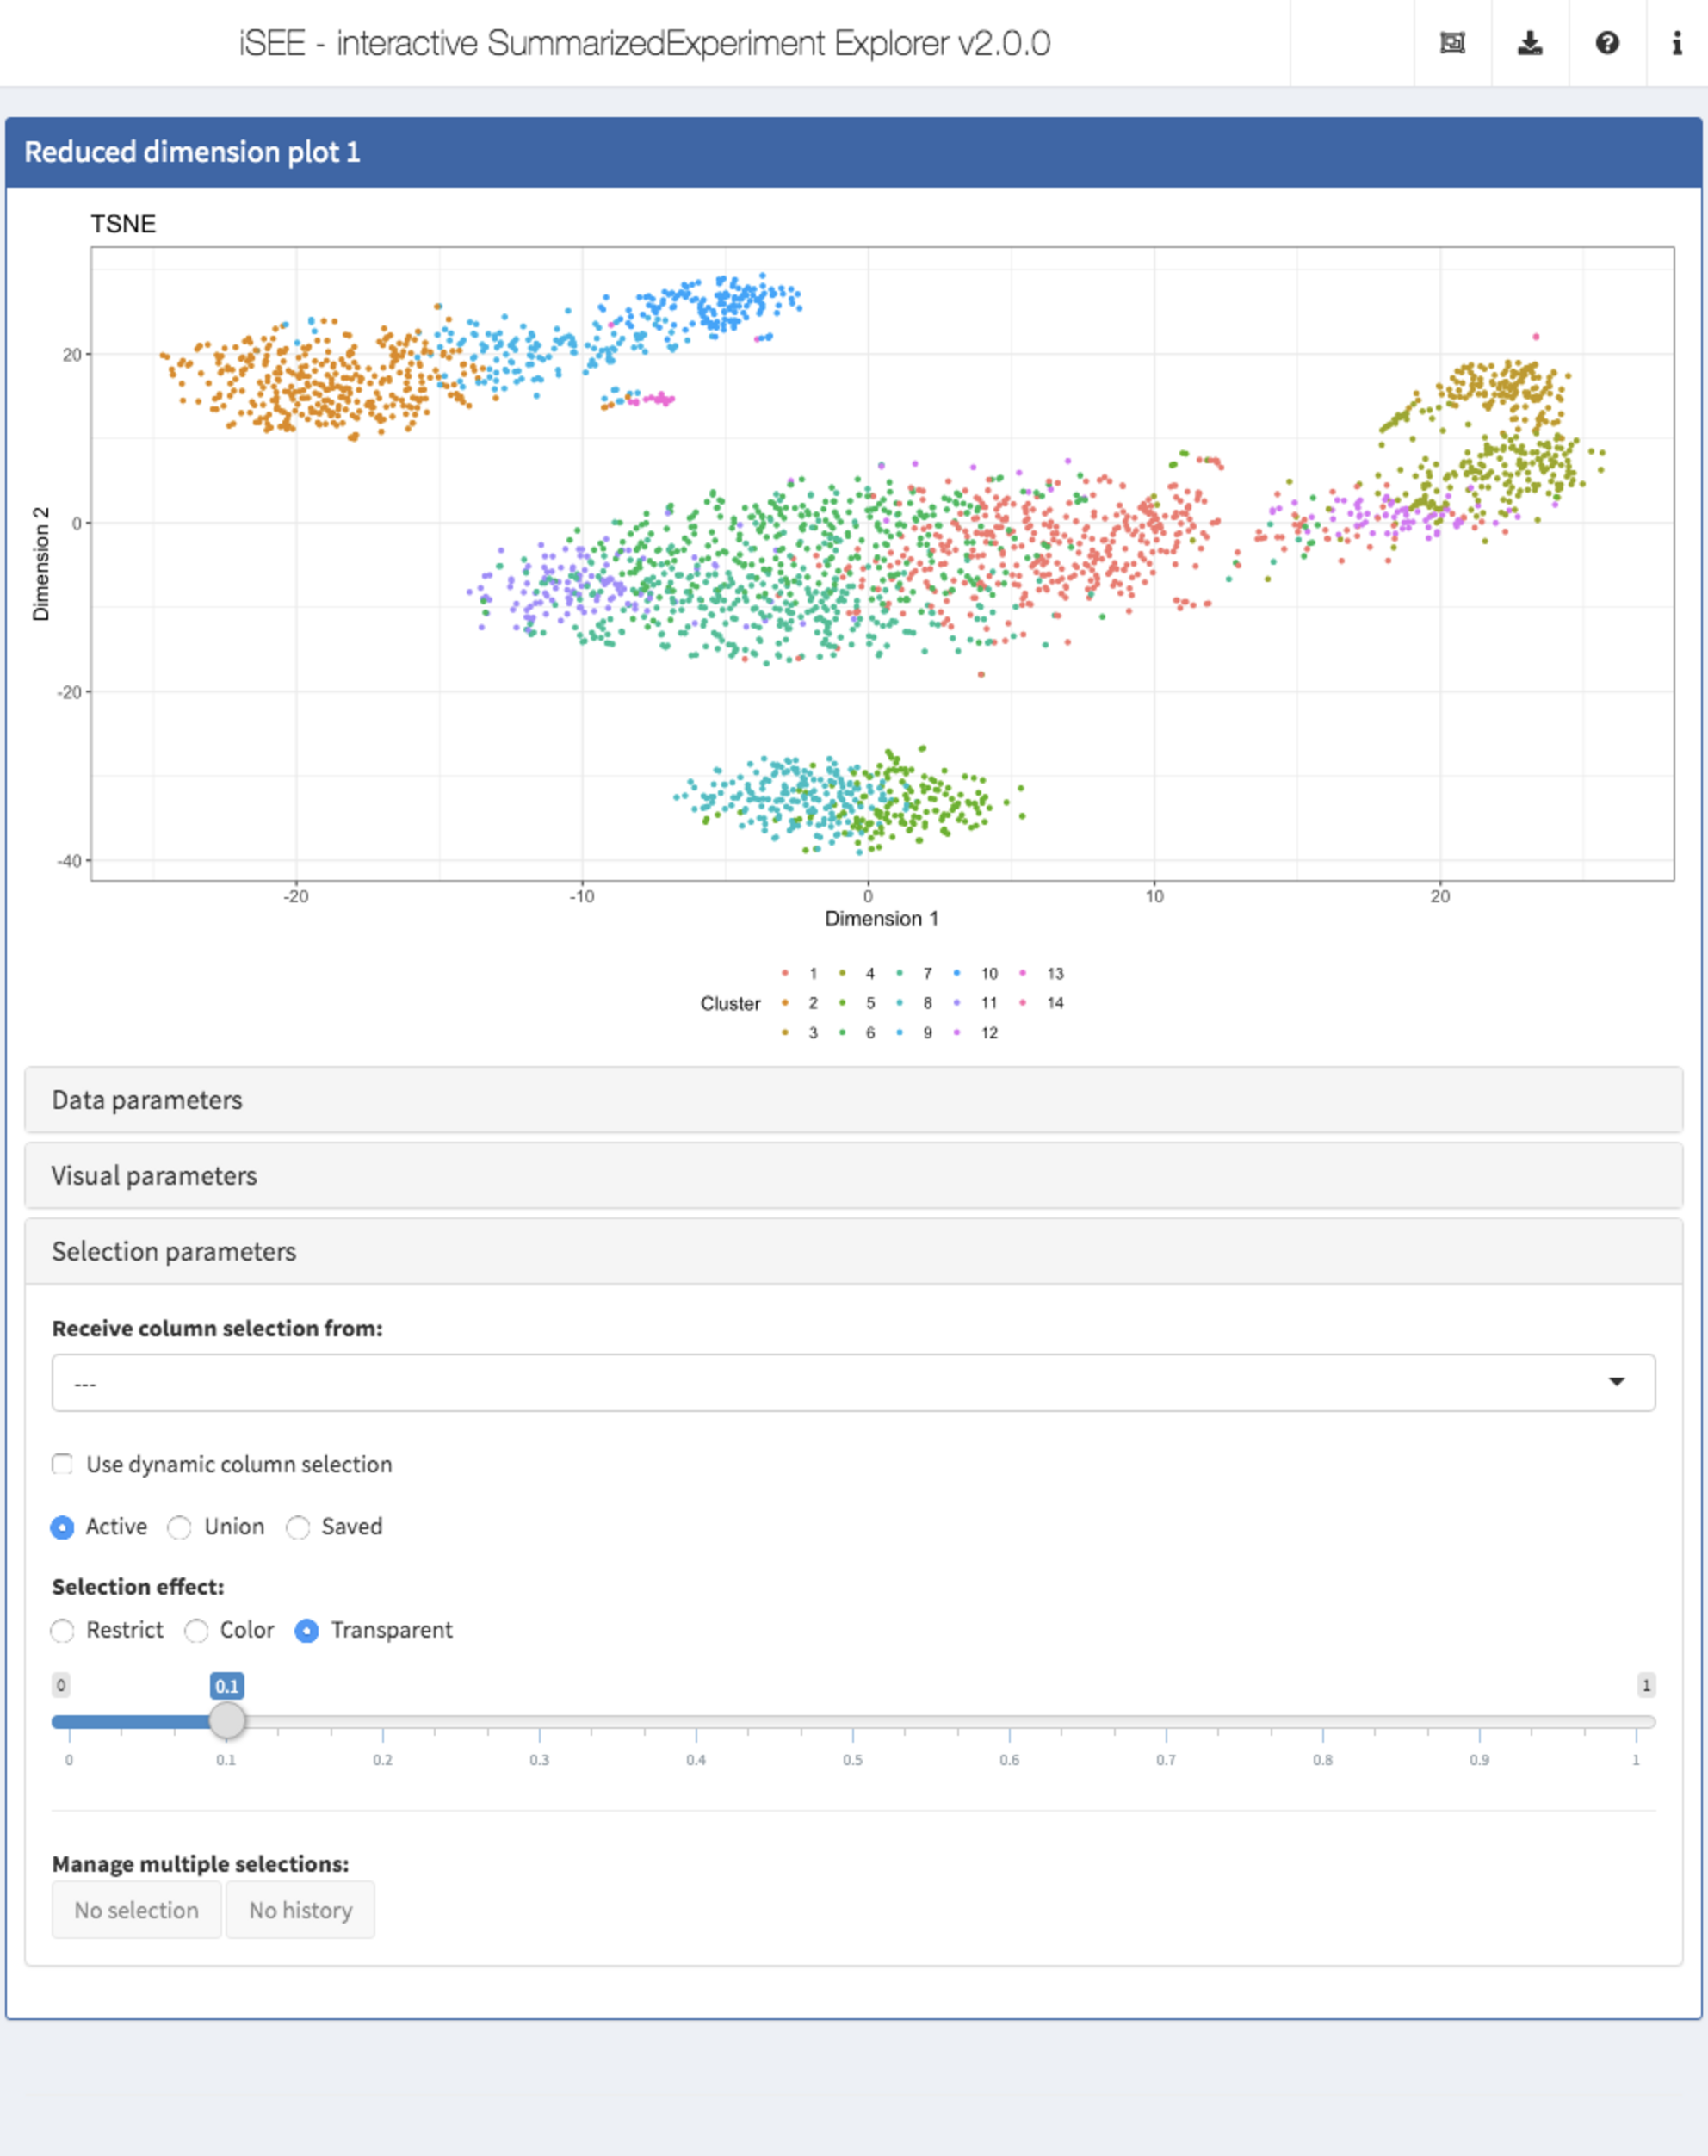 iSEE - interactive SummarizedExperiment Explorer v2.0.0
Reduced dimension plot 1
TSNE
20
0
-20
-40
Dimension 2
-20 -10 0 10 20
Dimension 1
1 4 7 10 13
Cluster 2 5 8 11 14
3 6 9 12
Data parameters
Visual parameters
Selection parameters
Receive column selection from:
---
Use dynamic column selection
Active Union Saved
Selection effect:
Restrict Color Transparent
0 0.1 1
0 0.1 0.2 0.3 0.4 0.5 0.6 0.7 0.8 0.9 1
Manage multiple selections:
No selection No history